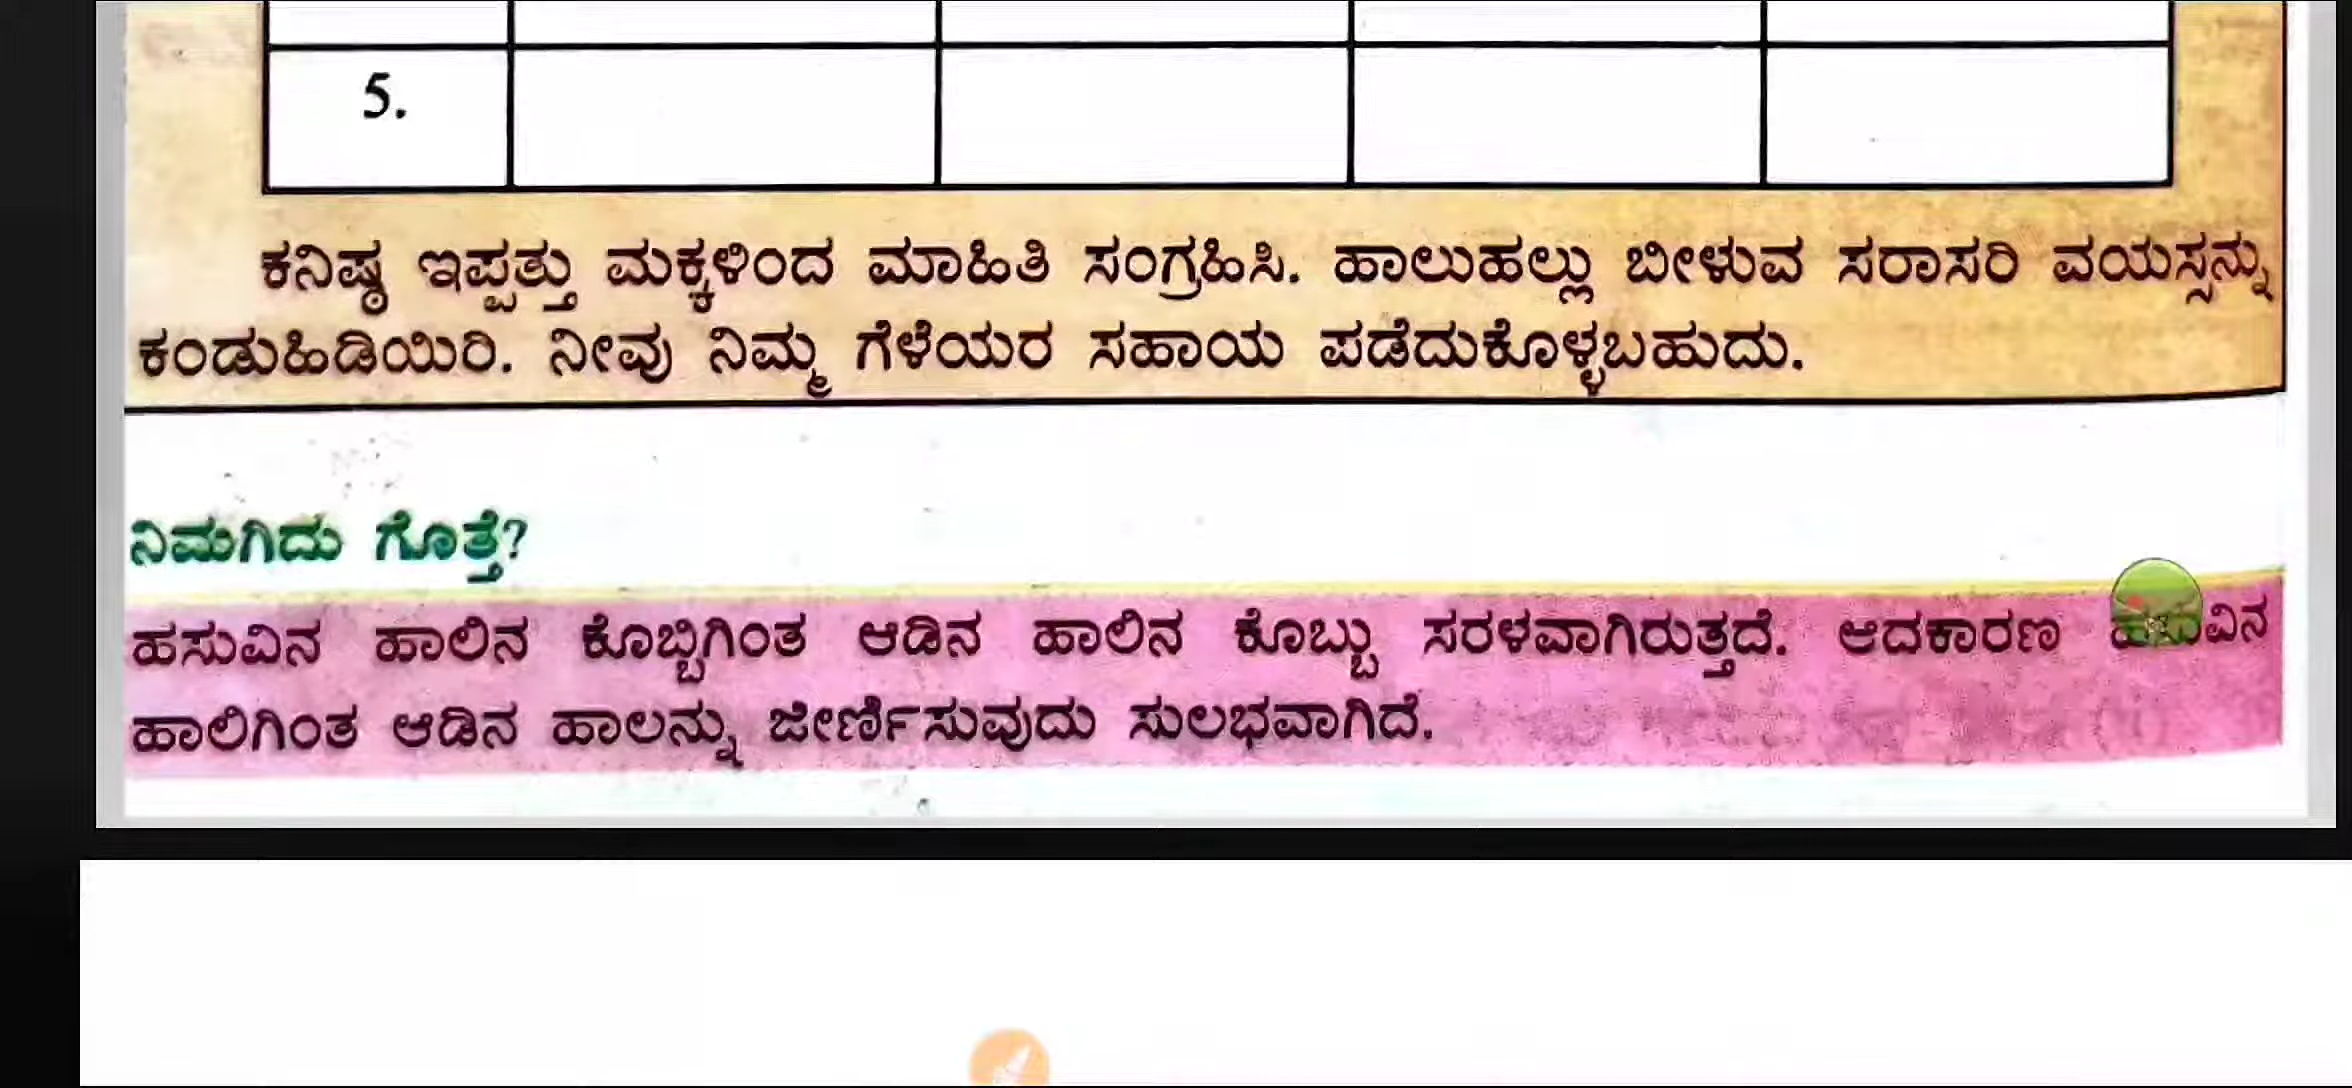 5.
ಕನಿಷ್ಠ ಇಪ್ಪತ್ತು ಮಕ್ಕಳಿಂದ ಮಾಹಿತಿ ಸಂಗ್ರಹಿಸಿ. ಹಾಲುಹಲ್ಲು ಬೀಳುವ ಸರಾಸರಿ ವಯಸ್ಸನ್ನು
ಕಂಡುಹಿಡಿಯಿರಿ. ನೀವು ನಿಮ್ಮ ಗೆಳೆಯರ ಸಹಾಯ ಪಡೆದುಕೊಳ್ಳಬಹುದು.
ನಿಮಗಿದು ಗೊತ್ತೆ?
ಹಸುವಿನ ಹಾಲಿನ ಕೊಬ್ಬಿಗಿಂತ ಆಡಿನ ಹಾಲಿನ ಕೊಬ್ಬು ಸರಳವಾಗಿರುತ್ತದೆ. ಆದಕಾರಣ ಹಸುವಿನ
ಹಾಲಿಗಿಂತ ಆಡಿನ ಹಾಲನ್ನು ಜೀರ್ಣಿಸುವುದು ಸುಲಭವಾಗಿದೆ.